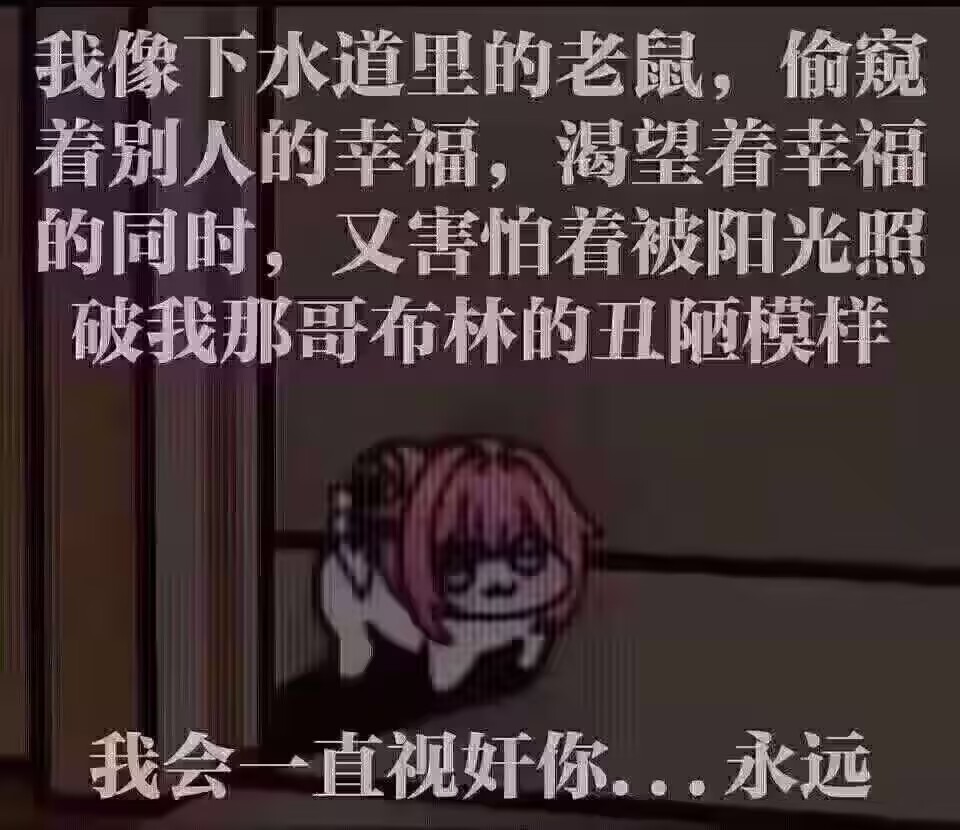 我像下水道里的老鼠，偷窥
着别人的幸福，渴望着幸福
的同时，又害怕着被阳光照
破我那哥布林的丑陋模样
我会一直视奸你...永远